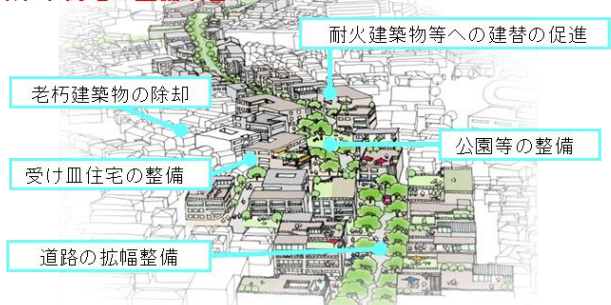 耐火建築物等への建替の促進
老朽建築物の除却
公園等の整備
受け皿住宅の整備
道路の拡幅整備